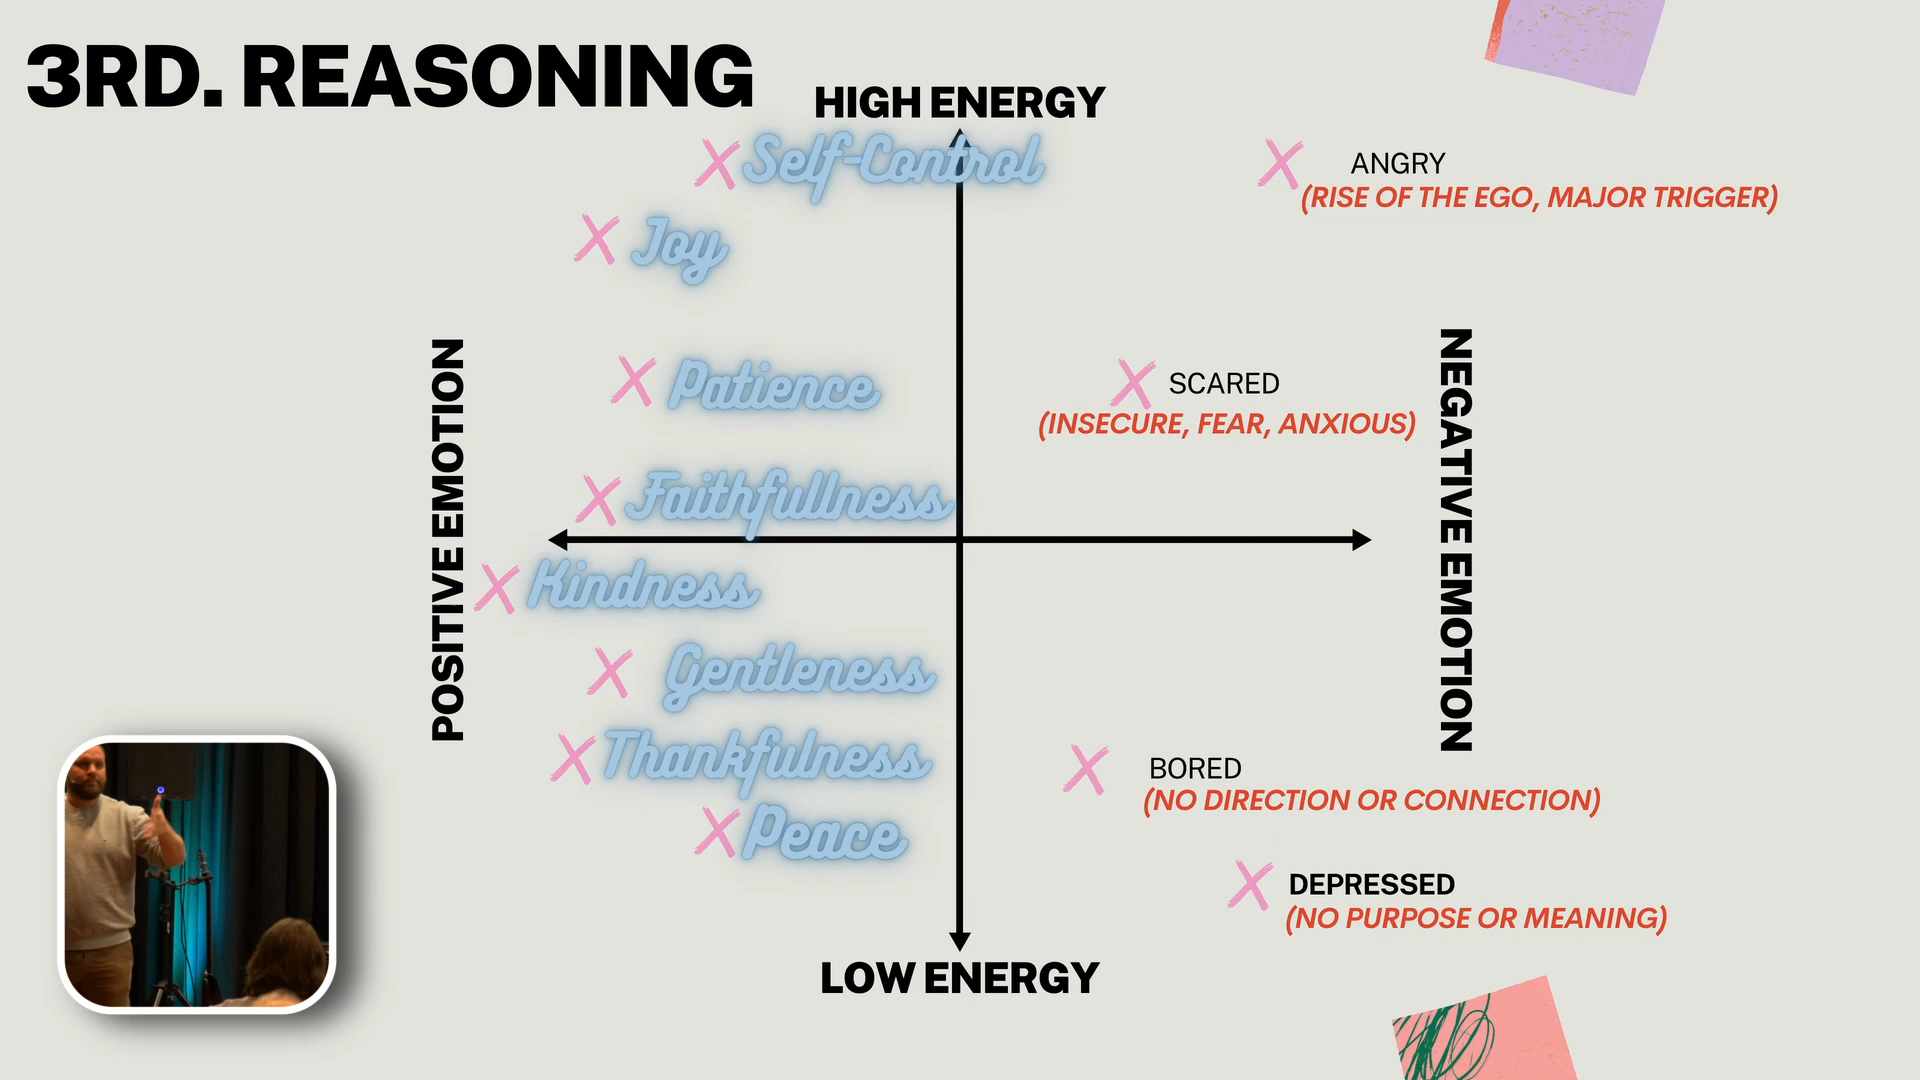 3RD. REASONING
HIGH ENERGY
Self-Control
Joy
Patience
Faithfullness
Kindness
Gentleness
Thankfulness
Peace
POSITIVE EMOTION
ANGRY
(RISE OF THE EGO, MAJOR TRIGGER)
SCARED
(INSECURE, FEAR, ANXIOUS)
NEGATIVE EMOTION
BORED
(NO DIRECTION OR CONNECTION)
DEPRESSED
(NO PURPOSE OR MEANING)
LOW ENERGY